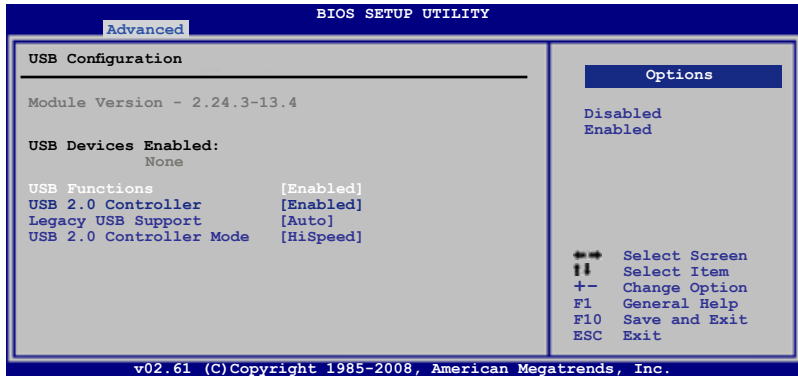 BIOS SETUP UTILITY
Advanced
USB Configuration
Module Version - 2.24.3-13.4
USB Devices Enabled:
None
USB Functions [Enabled]
USB 2.0 Controller [Enabled]
Legacy USB Support [Auto]
USB 2.0 Controller Mode [HiSpeed]
Options
Disabled
Enabled
Select Screen
Select Item
+- Change Option
F1 General Help
F10 Save and Exit
ESC Exit
v02.61 (C)Copyright 1985-2008, American Megatrends, Inc.